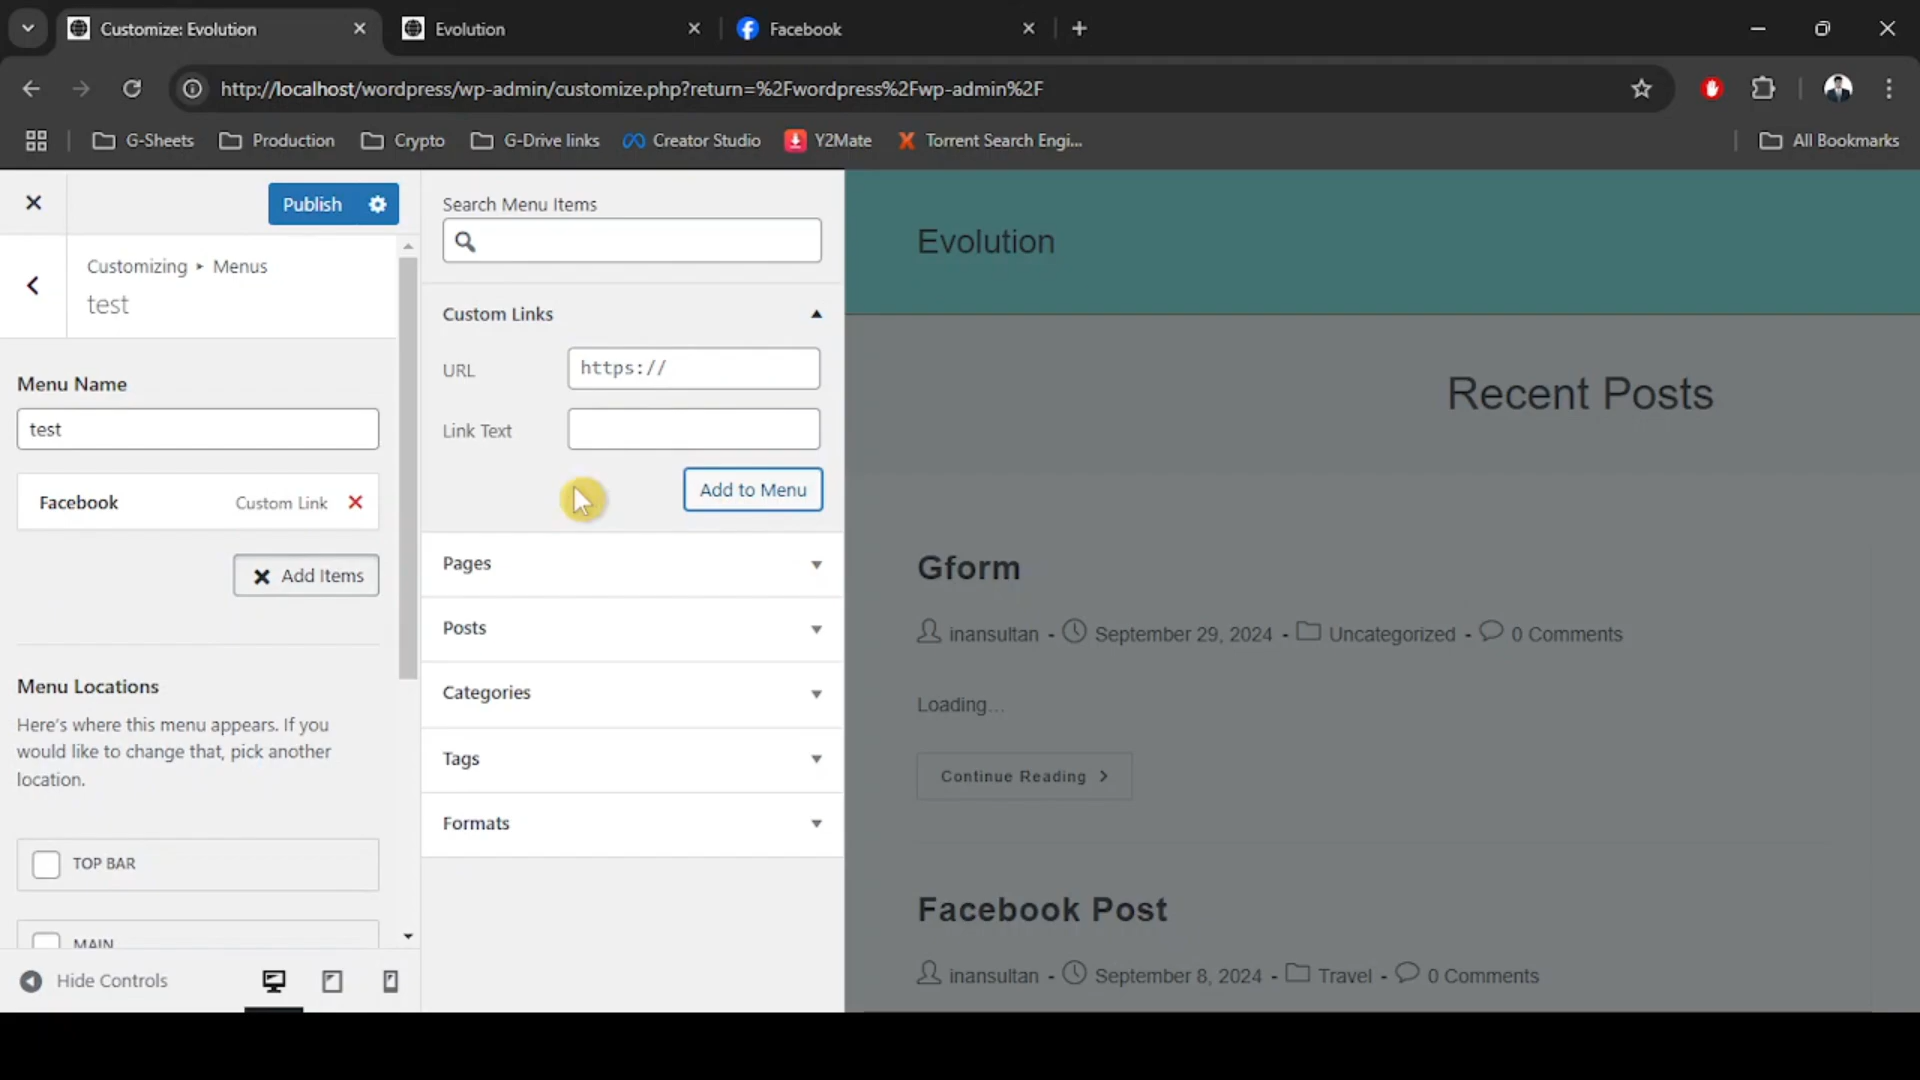 Customize: Evolution
Evolution
Facebook
http://localhost/wordpress/wp-admin/customize.php?return=%2Fwordpress%2Fwp-admin%2F
G-Sheets
Production
Crypto
G-Drive links
Creator Studio
Y2Mate
Torrent Search Engi...
All Bookmarks
Publish
Customizing ▸ Menus
test
Menu Name
test
Facebook
Custom Link
Add Items
Menu Locations
Here's where this menu appears. If you
would like to change that, pick another
location.
TOP BAR
MAIN
Hide Controls
Search Menu Items
Custom Links
URL
https://
Link Text
Add to Menu
Pages
Posts
Categories
Tags
Formats
Evolution
Recent Posts
Gform
inansultan - September 29, 2024 - Uncategorized - 0 Comments
Loading...
Continue Reading
Facebook Post
inansultan - September 8, 2024 - Travel - 0 Comments